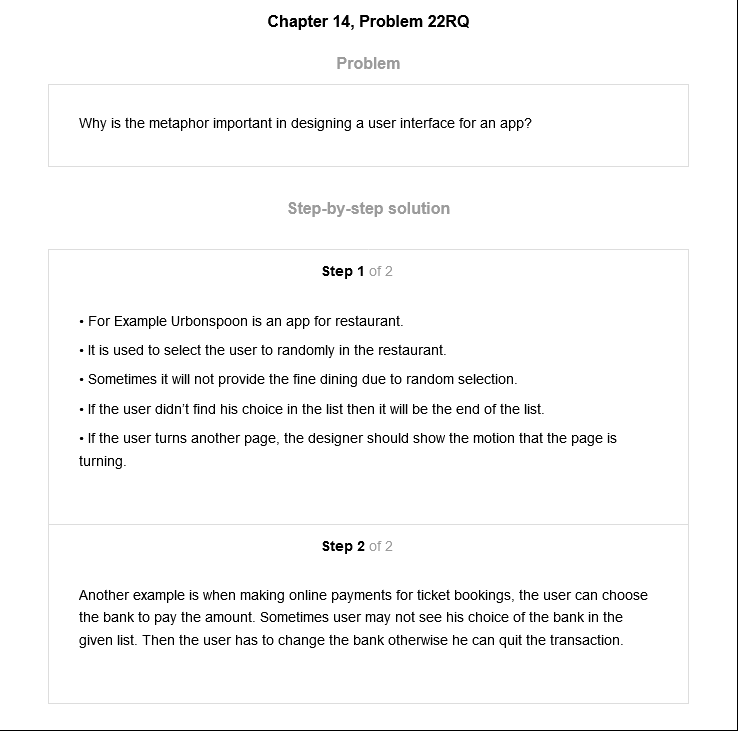 Chapter 14, Problem 22RQ
Problem
Why is the metaphor important in designing a user interface for an app?
Step-by-step solution
Step 1 of 2
• For Example Urbonspoon is an app for restaurant.
• It is used to select the user to randomly in the restaurant.
• Sometimes it will not provide the fine dining due to random selection.
• If the user didn't find his choice in the list then it will be the end of the list.
• If the user turns another page, the designer should show the motion that the page is
turning.
Step 2 of 2
Another example is when making online payments for ticket bookings, the user can choose
the bank to pay the amount. Sometimes user may not see his choice of the bank in the
given list. Then the user has to change the bank otherwise he can quit the transaction.